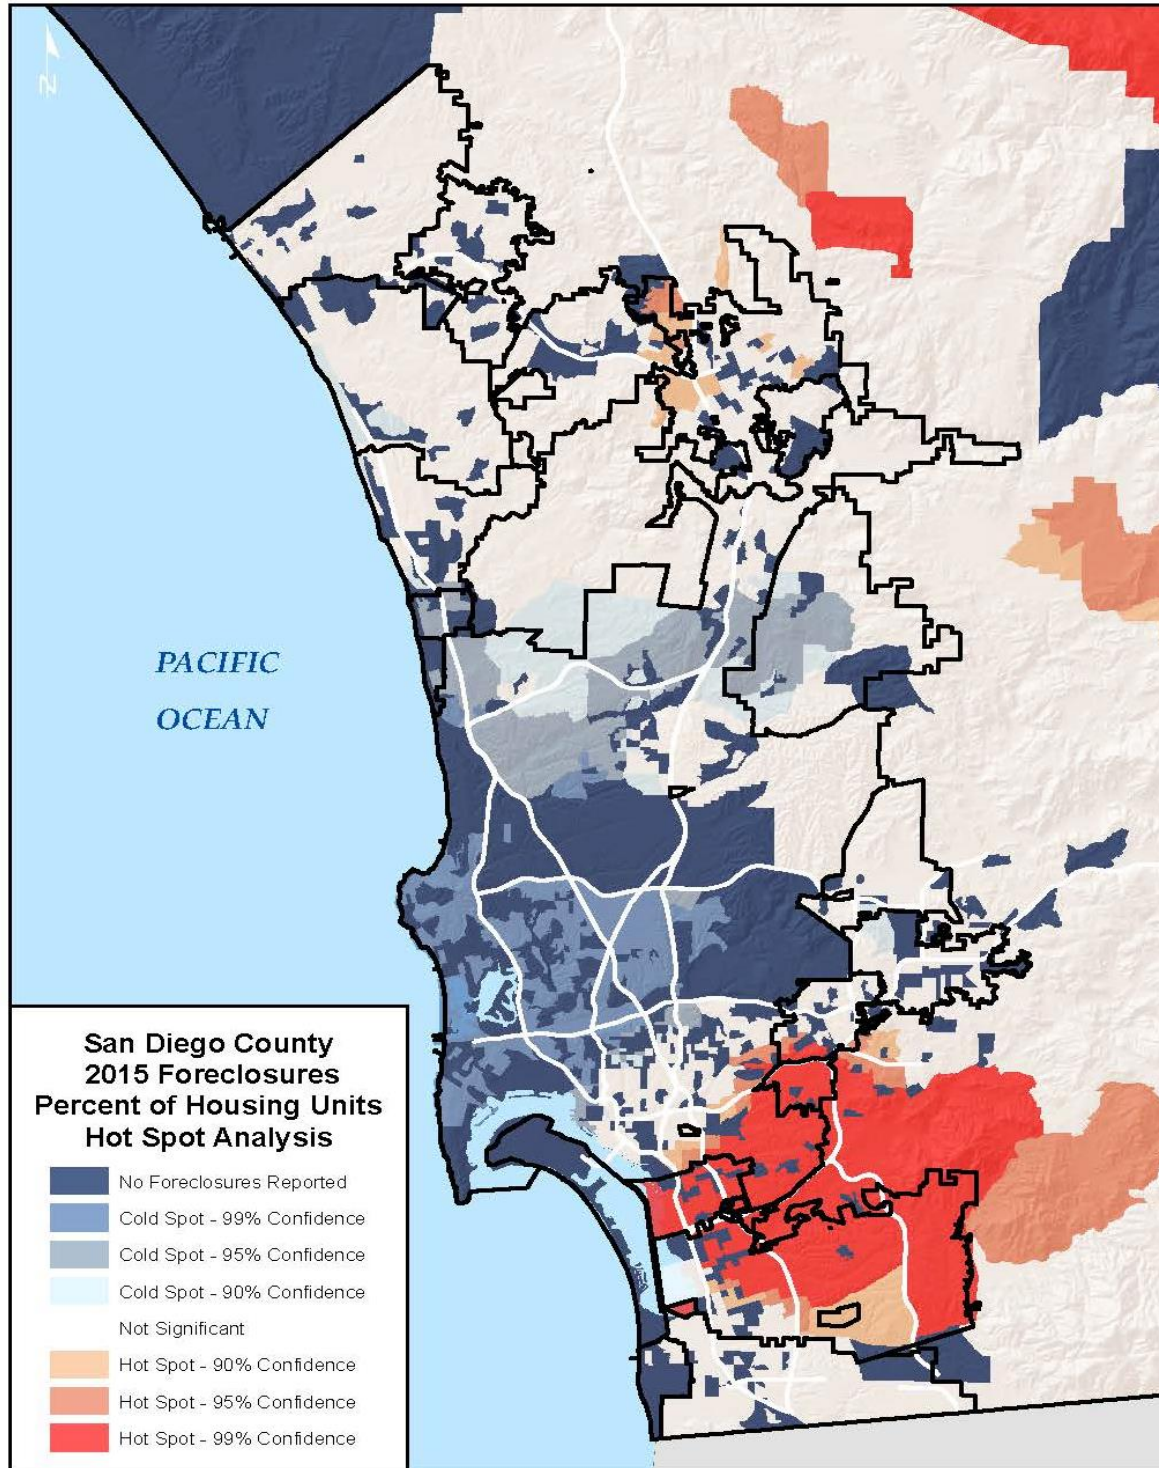 N
PACIFIC
OCEAN
San Diego County
2015 Foreclosures
Percent of Housing Units
Hot Spot Analysis
No Foreclosures Reported
Cold Spot - 99% Confidence
Cold Spot - 95% Confidence
Cold Spot - 90% Confidence
Not Significant
Hot Spot - 90% Confidence
Hot Spot - 95% Confidence
Hot Spot - 99% Confidence